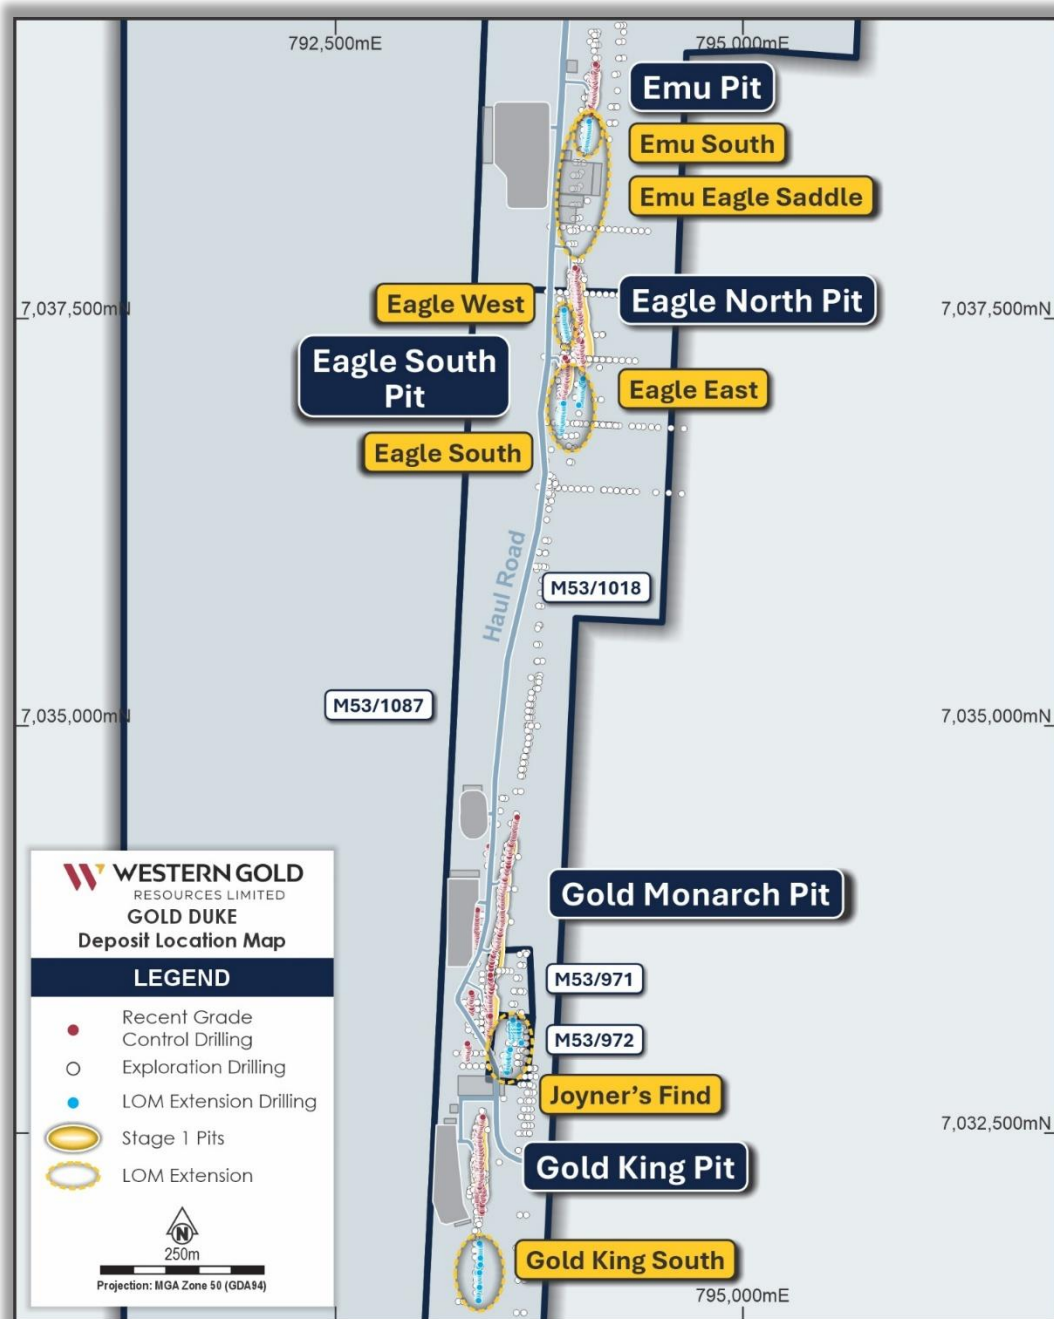 792,500mE
795,000mE
Emu Pit
Emu South
Emu Eagle Saddle
Eagle West
Eagle North Pit
7,037,500mN
7,037,500mN
Eagle South
Pit
Eagle East
Eagle South
Haul Road
M53/1018
M53/1087
7,035,000mN
7,035,000mN
Gold Monarch Pit
M53/971
M53/972
Joyner's Find
7,032,500mN
Gold King Pit
Gold King South
795,000mE
WESTERN GOLD
RESOURCES LIMITED
GOLD DUKE
Deposit Location Map
LEGEND
Recent Grade
Control Drilling
Exploration Drilling
LOM Extension Drilling
Stage 1 Pits
LOM Extension
N
250m
Projection: MGA Zone 50 (GDA94)